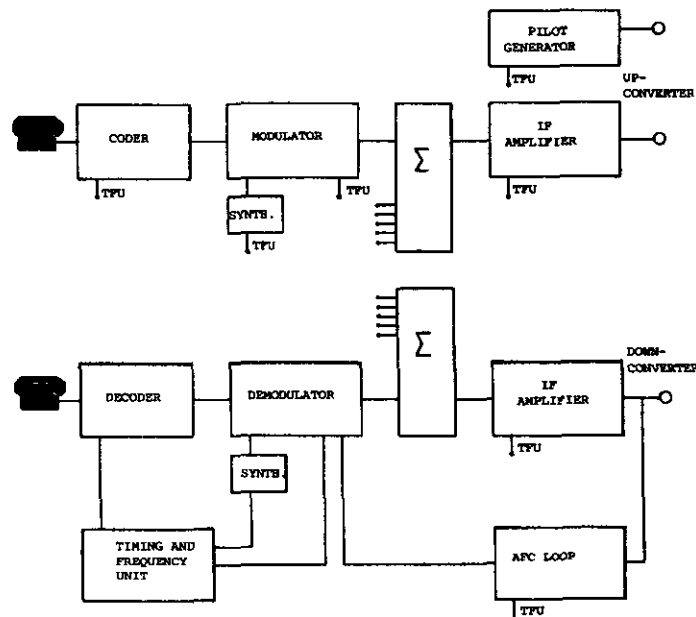 PILOT
GENERATOR
TFU
UP-
CONVERTER
CODER
TFU
MODULATOR
TFU
SYNTH.
TFU
Σ
IF
AMPLIFIER
TFU
DECODER
DEMODULATOR
SYNTH.
Σ
IF
AMPLIFIER
TFU
DOWN-
CONVERTER
TIMING AND
FREQUENCY
UNIT
AFC LOOP
TFU